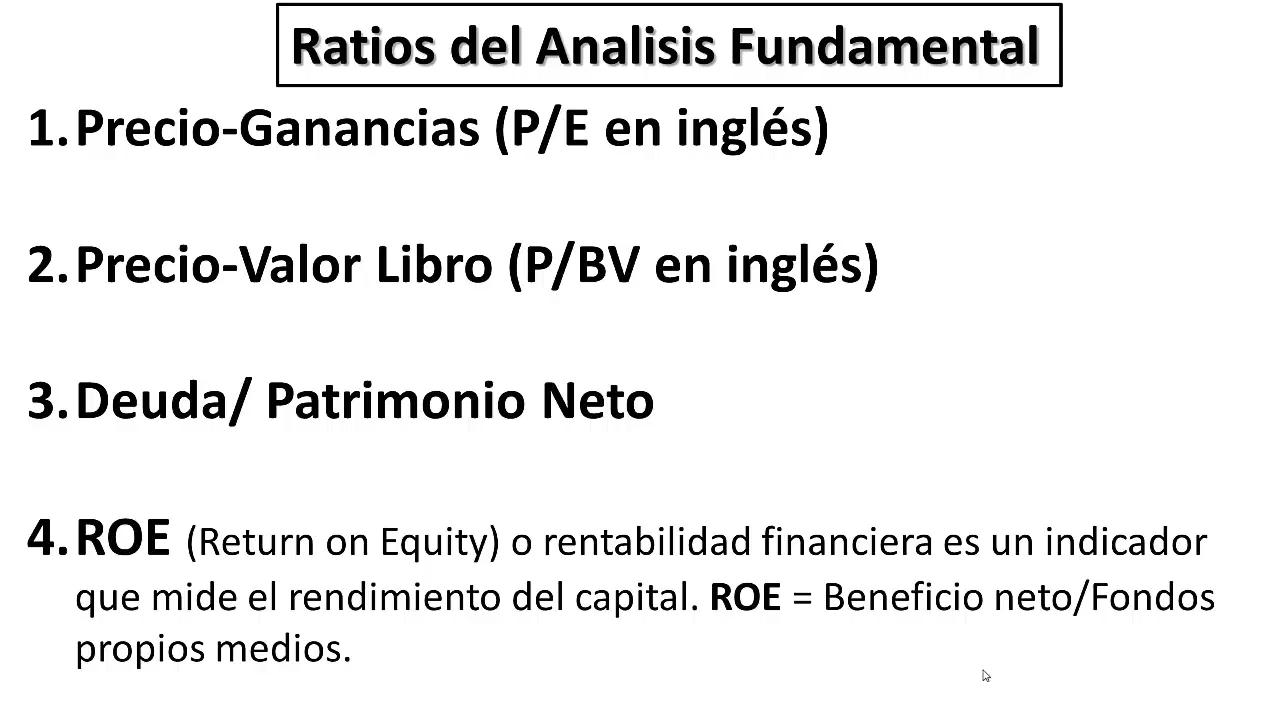 Ratios del Analisis Fundamental
1. Precio-Ganancias (P/E en inglés)
2. Precio-Valor Libro (P/BV en inglés)
3. Deuda/ Patrimonio Neto
4. ROE (Return on Equity) o rentabilidad financiera es un indicador
que mide el rendimiento del capital. ROE = Beneficio neto/Fondos
propios medios.